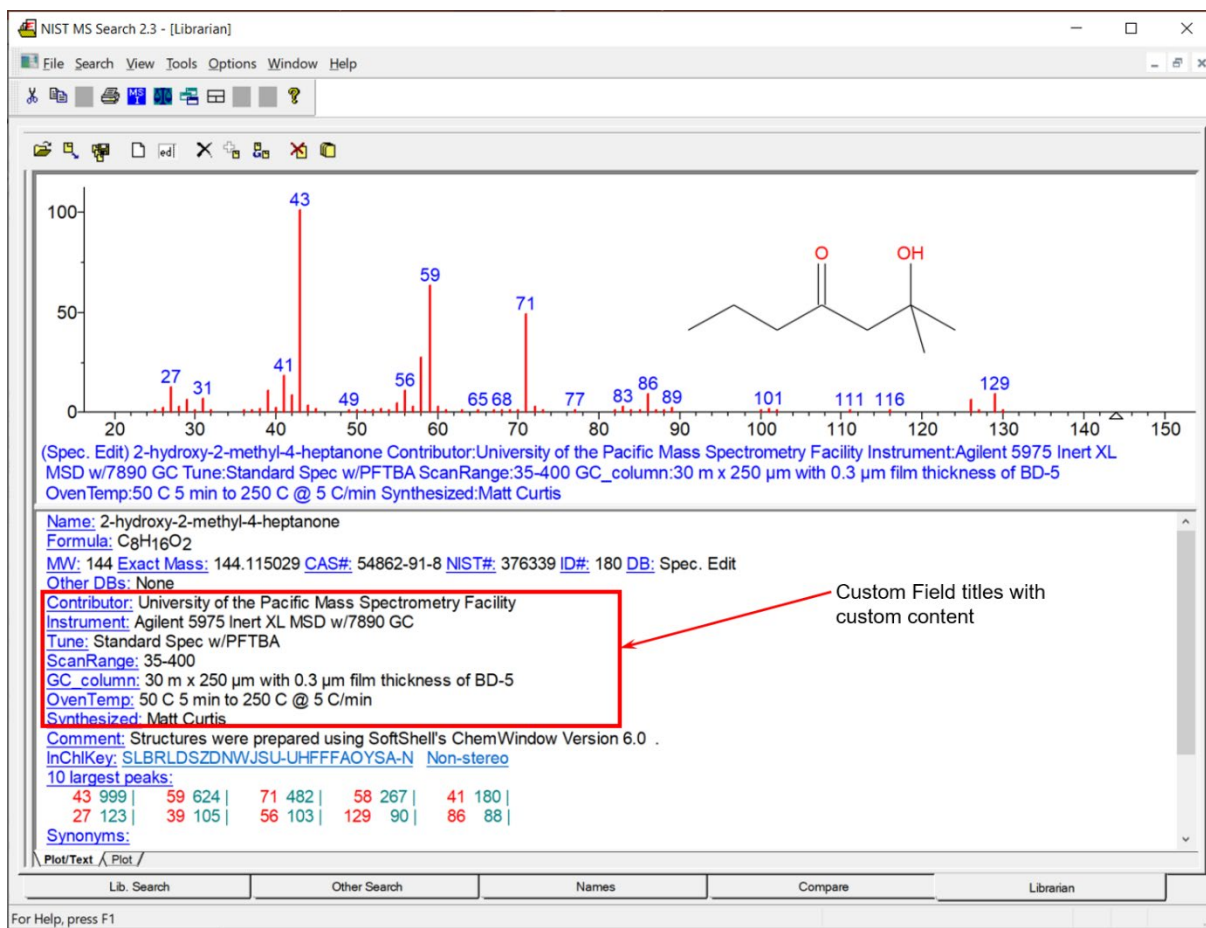 NIST MS Search 2.3 - [Librarian]
File Search View Tools Options Window Help
ed
100
50
0
43
59
71
27
31
41
49
56
65
68
77
83
86
89
101
111
116
129
O
OH
20 30 40 50 60 70 80 90 100 110 120 130 140 150
(Spec. Edit) 2-hydroxy-2-methyl-4-heptanone Contributor:University of the Pacific Mass Spectrometry Facility Instrument:Agilent 5975 Inert XL
MSD w/7890 GC Tune:Standard Spec w/PFTBA ScanRange:35-400 GC_column:30 m x 250 µm with 0.3 µm film thickness of BD-5
OvenTemp:50 C 5 min to 250 C @ 5 C/min Synthesized:Matt Curtis
Name: 2-hydroxy-2-methyl-4-heptanone
Formula: C8H16O2
MW: 144 Exact Mass: 144.115029 CAS#: 54862-91-8 NIST#: 376339 ID#: 180 DB: Spec. Edit
Other DBs: None
Contributor: University of the Pacific Mass Spectrometry Facility
Instrument: Agilent 5975 Inert XL MSD w/7890 GC
Tune: Standard Spec w/PFTBA
ScanRange: 35-400
GC_column: 30 m x 250 µm with 0.3 µm film thickness of BD-5
OvenTemp: 50 C 5 min to 250 C @ 5 C/min
Synthesized: Matt Curtis
Custom Field titles with
custom content
Comment: Structures were prepared using SoftShell's ChemWindow Version 6.0 .
InChIKey: SLBRLDSZDNWJSU-UHFFFAOYSA-N Non-stereo
10 largest peaks:
43 999 | 59 624 | 71 482 | 58 267 | 41 180 |
27 123 | 39 105 | 56 103 | 129 90 | 86 88 |
Synonyms:
Plot/Text / Plot /
Lib. Search Other Search Names Compare Librarian
For Help, press F1